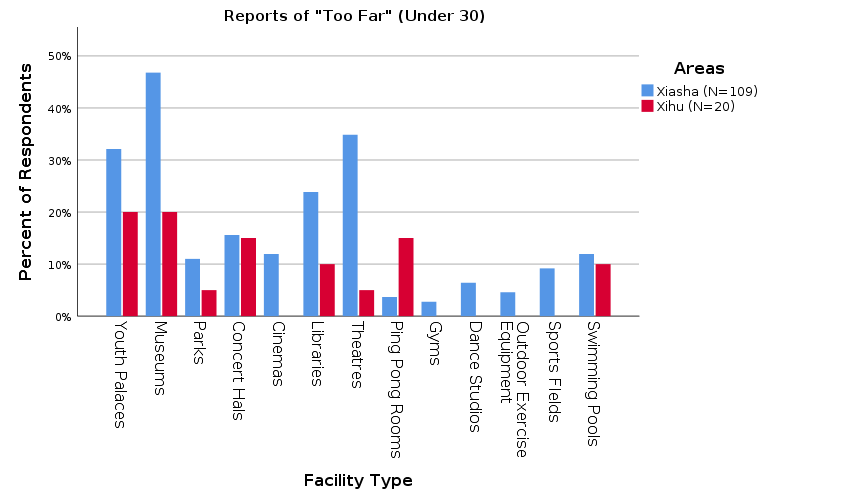 Reports of "Too Far" (Under 30)
Percent of Respondents
50%
40%
30%
20%
10%
0%
Youth Palaces
Museums
Parks
Concert Hals
Cinemas
Libraries
Theatres
Ping Pong Rooms
Gyms
Dance Studios
Outdoor Exercise
Equipment
Sports FIelds
Swimming Pools
Facility Type
Areas
Xiasha (N=109)
Xihu (N=20)